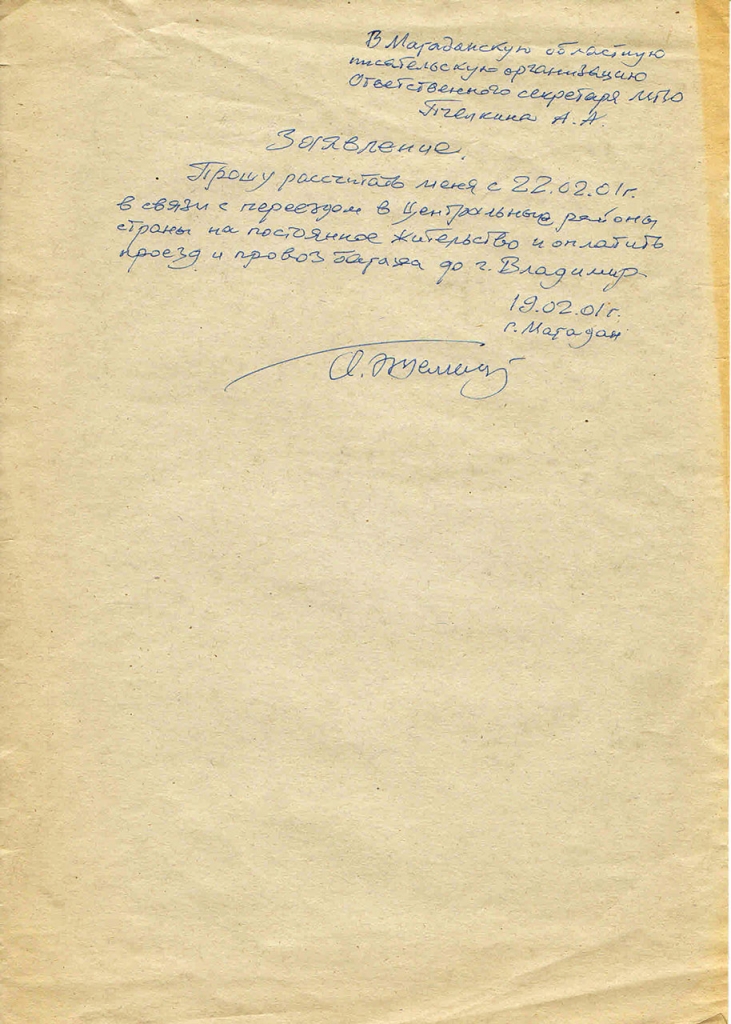 В Магаданскую областную
писательскую организацию
Ответственного секретаря МПО
Пчелкина А. А.
Заявление.
Прошу рассчитать меня с 22.02.01г.
в связи с переездом в Центральные районы
страны на постоянное жительство и оплатить
проезд и провоз багажа до г. Владимир
19.02.01г.
г. Магадан